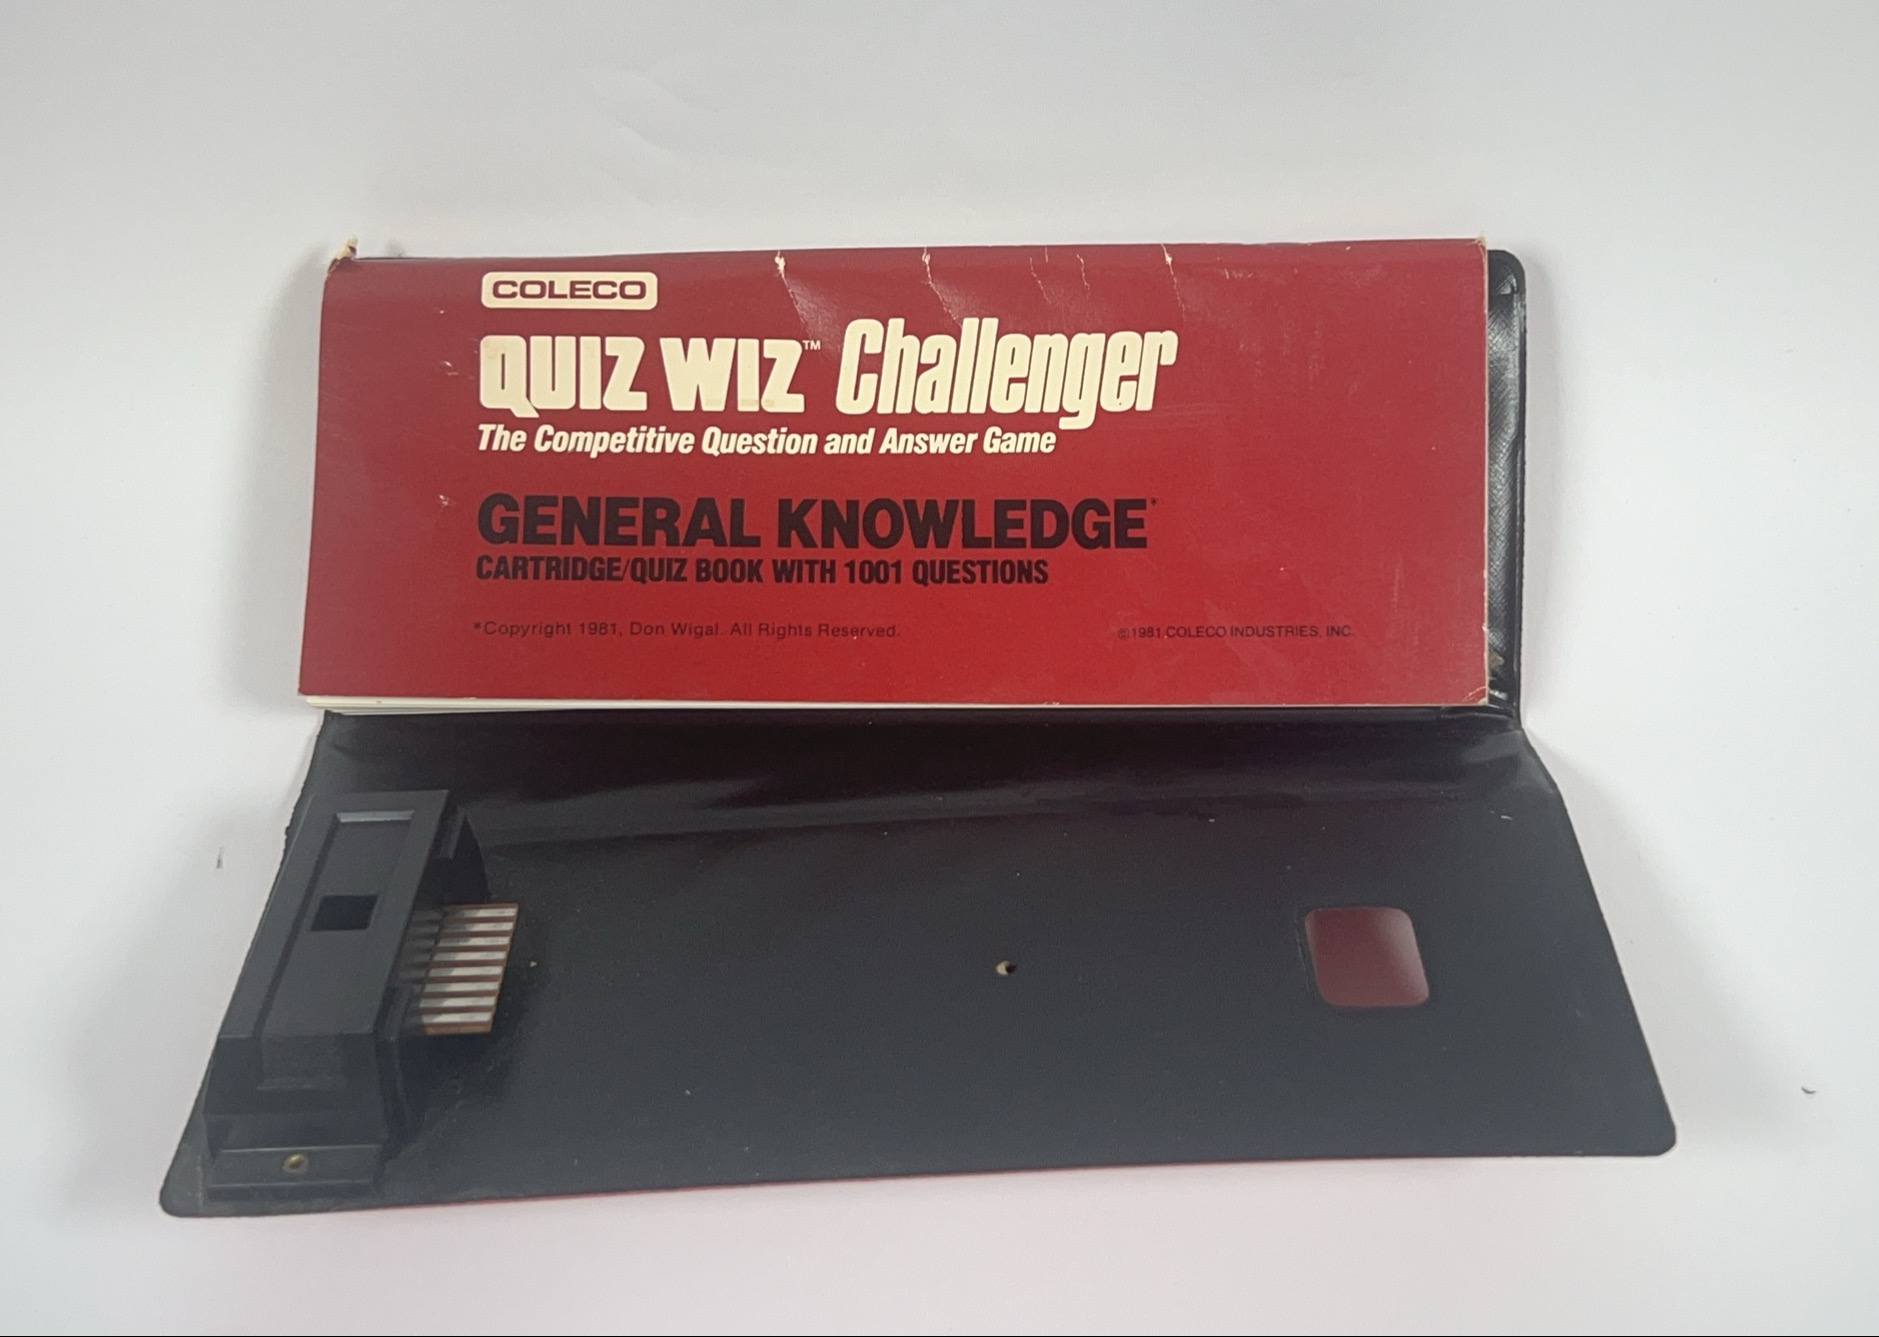 COLECO
QUIZ WIZ™ Challenger
The Competitive Question and Answer Game
GENERAL KNOWLEDGE*
CARTRIDGE/QUIZ BOOK WITH 1001 QUESTIONS
*Copyright 1981, Don Wigal. All Rights Reserved. ©1981 COLECO INDUSTRIES, INC.